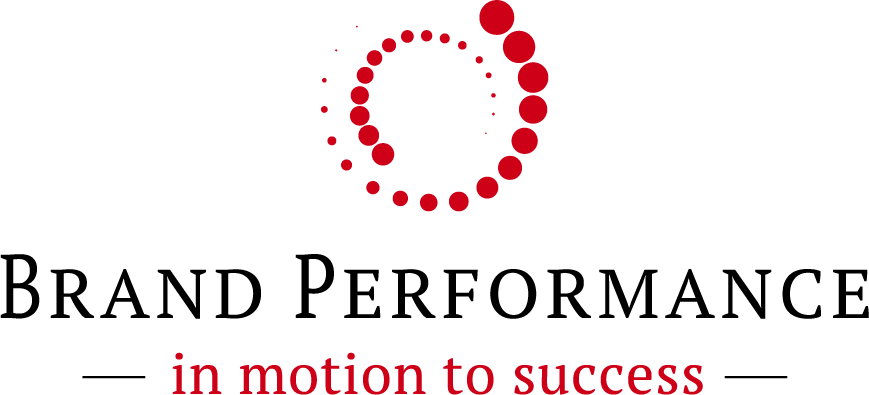 Brand Performance
— in motion to success —